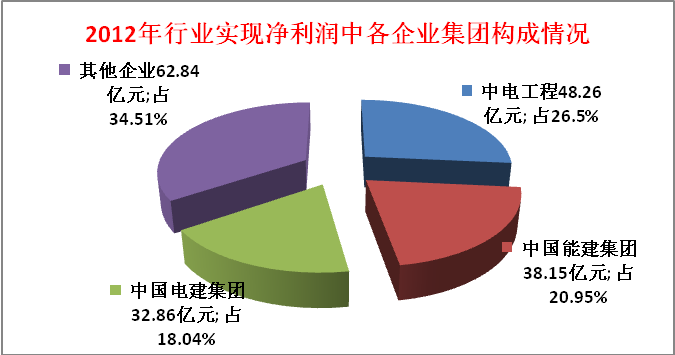 2012年行业实现净利润中各企业集团构成情况
其他企业62.84
亿元;占
34.51%
中电工程48.26
亿元; 占26.5%
中国能建集团
38.15亿元; 占
20.95%
中国电建集团
32.86亿元; 占
18.04%